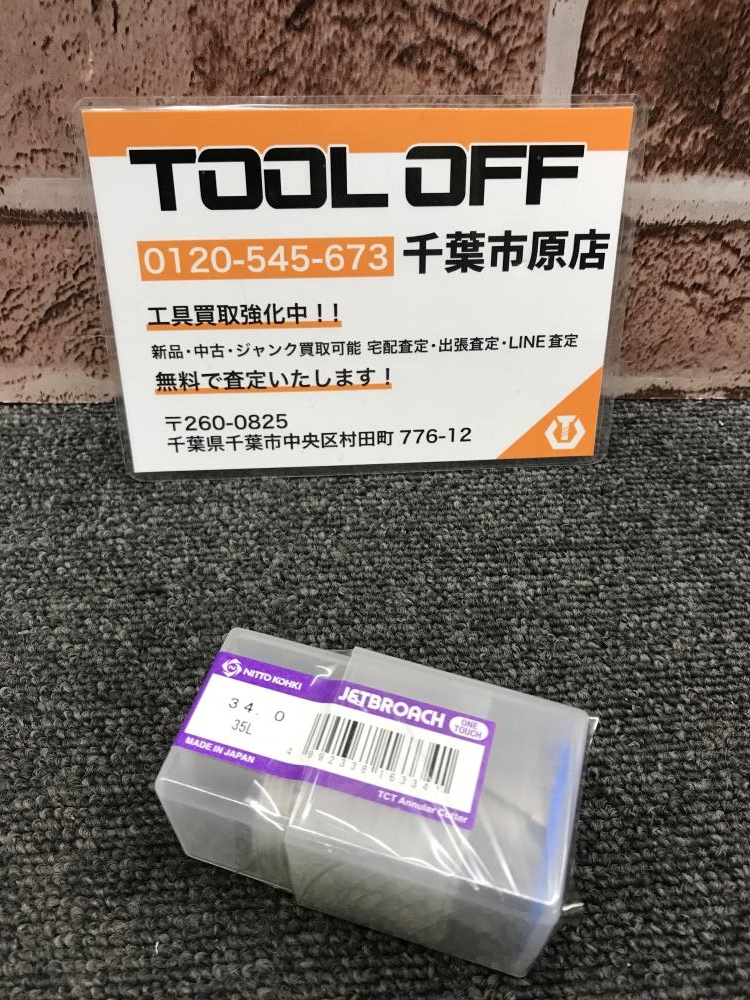 TOOL OFF
0120-545-673 千葉市原店
工具買取強化中!!
新品・中古・ジャンク買取可能 宅配査定・出張査定・LINE査定
無料で査定いたします!
〒260-0825
千葉県千葉市中央区村田町 776-12
NITTO KOHKI
JETBROACH
ONE TOUCH
34.0
35L
MADE IN JAPAN
TCT Annular Cutter